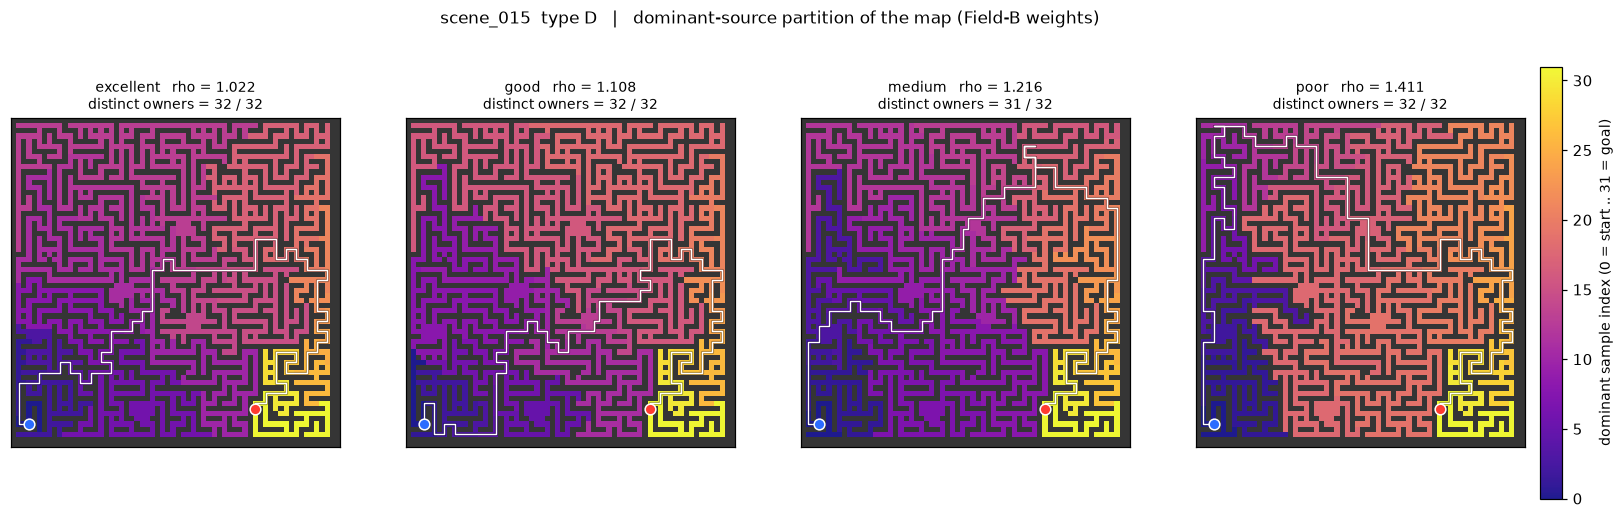 scene_015  type D   |   dominant-source partition of the map (Field-B weights)
excellent   rho = 1.022
distinct owners = 32 / 32
good   rho = 1.108
distinct owners = 32 / 32
medium   rho = 1.216
distinct owners = 31 / 32
poor   rho = 1.411
distinct owners = 32 / 32
30
25
20
15
10
5
0
dominant sample index (0 = start .. 31 = goal)